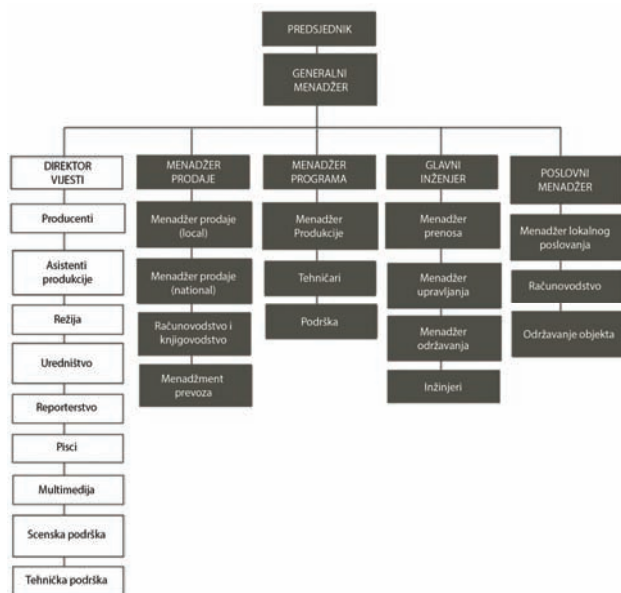 PREDSJEDNIK
GENERALNI
MENADŽER
DIREKTOR
VIJESTI
Producenti
Asistenti
produkcije
Režija
Uredništvo
Reporterstvo
Pisci
Multimedija
Scenska podrška
Tehnička podrška
MENADŽER
PRODAJE
Menadžer prodaje
(local)
Menadžer prodaje
(national)
Računovodstvo i
knjigovodstvo
Menadžment
prevoza
MENADŽER
PROGRAMA
Menadžer
Produkcije
Tehničari
Podrška
GLAVNI
INŽENJER
Menadžer
prenosa
Menadžer
upravljanja
Menadžer
održavanja
Inžinjeri
POSLOVNI
MENADŽER
Menadžer lokalnog
poslovanja
Računovodstvo
Održavanje objekta